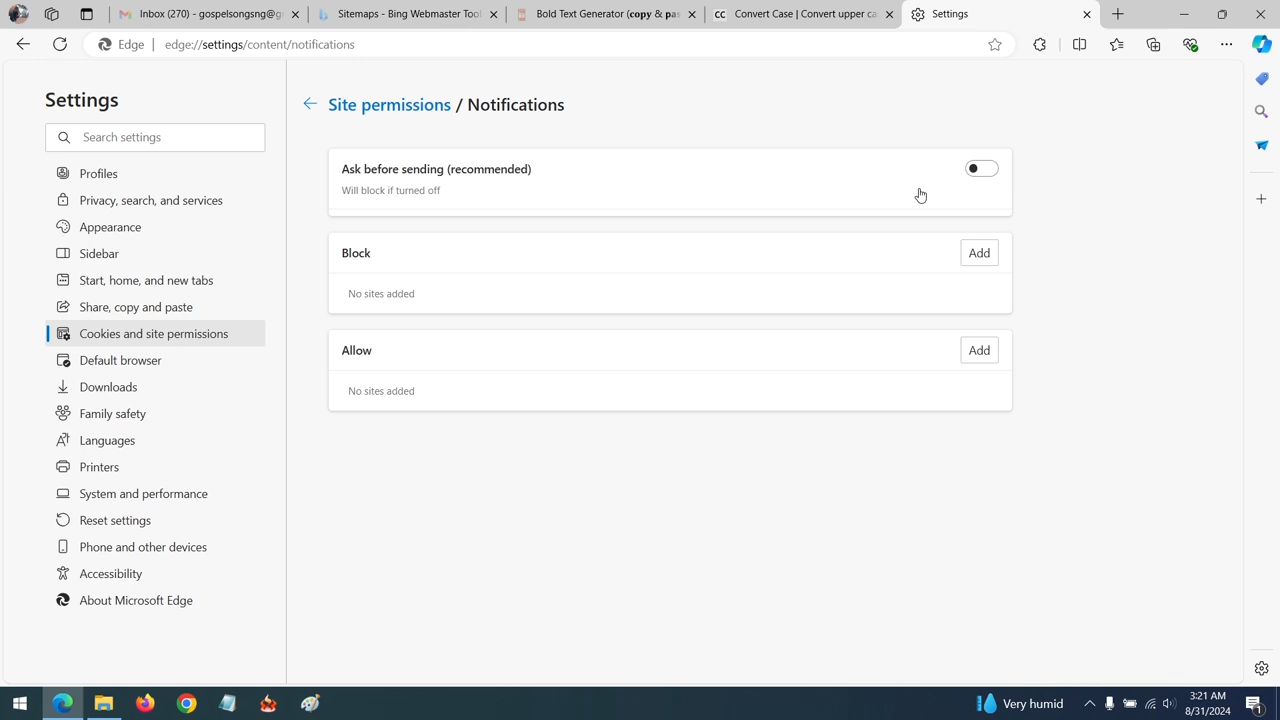 Inbox (270) - gospelsongsng@g
Sitemaps - Bing Webmaster Tool
Bold Text Generator (𝐜𝐨𝐩𝐲 & 𝐩𝐚𝐬
CC Convert Case | Convert upper ca
Settings
Edge edge://settings/content/notifications
Settings
Search settings
Profiles
Privacy, search, and services
Appearance
Sidebar
Start, home, and new tabs
Share, copy and paste
Cookies and site permissions
Default browser
Downloads
Family safety
Languages
Printers
System and performance
Reset settings
Phone and other devices
Accessibility
About Microsoft Edge
Site permissions / Notifications
Ask before sending (recommended)
Will block if turned off
Block Add
No sites added
Allow Add
No sites added
Very humid
3:21 AM
8/31/2024
1